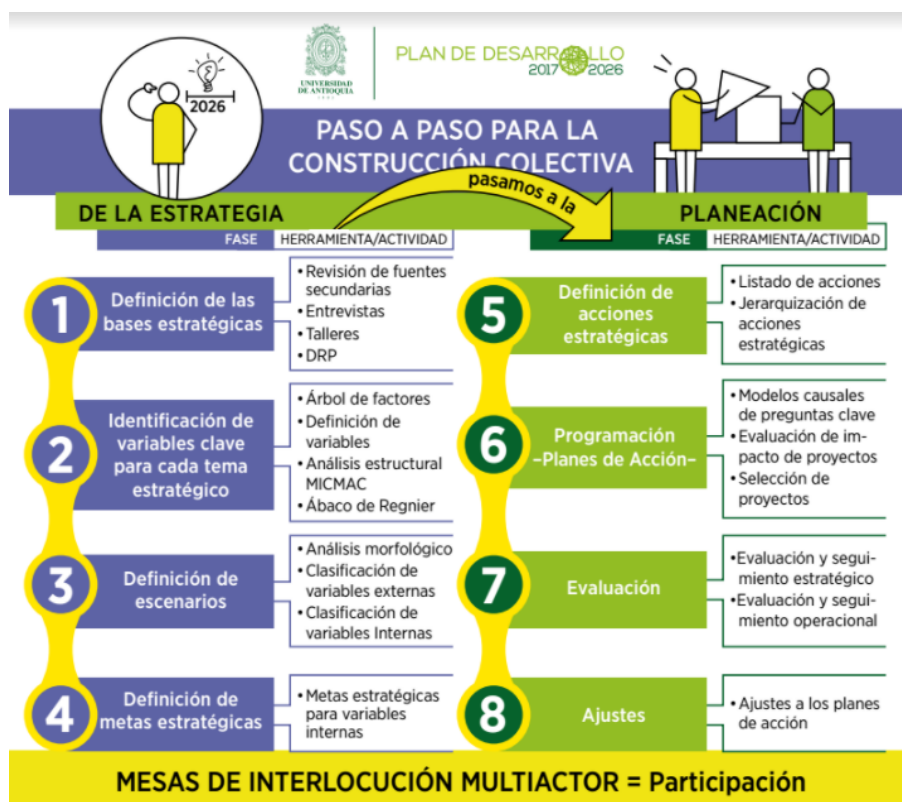 2026
UNIVERSIDAD
DE ANTIOQUIA
PLAN DE DESARROLLO
2017 2026
PASO A PASO PARA LA
CONSTRUCCIÓN COLECTIVA
pasamos a la
DE LA ESTRATEGIA
PLANEACIÓN
FASE
HERRAMIENTA/ACTIVIDAD
1
Definición de las
bases estratégicas
• Revisión de fuentes
secundarias
• Entrevistas
• Talleres
• DRP
2
Identificación de
variables clave
para cada tema
estratégico
• Árbol de factores
• Definición de
variables
• Análisis estructural
MICMAC
• Ábaco de Regnier
3
Definición de
escenarios
• Análisis morfológico
• Clasificación de
variables externas
• Clasificación de
variables Internas
4
Definición de
metas estratégicas
• Metas estratégicas
para variables
internas
FASE
HERRAMIENTA/ACTIVIDAD
5
Definición de
acciones
estratégicas
• Listado de acciones
• Jerarquización de
acciones
estratégicas
6
Programación
–Planes de Acción–
• Modelos causales
de preguntas clave
• Evaluación de im-
pacto de proyectos
• Selección de
proyectos
7
Evaluación
• Evaluación y segui-
miento estratégico
• Evaluación y segui-
miento operacional
8
Ajustes
• Ajustes a los planes
de acción
MESAS DE INTERLOCUCIÓN MULTIACTOR = Participación